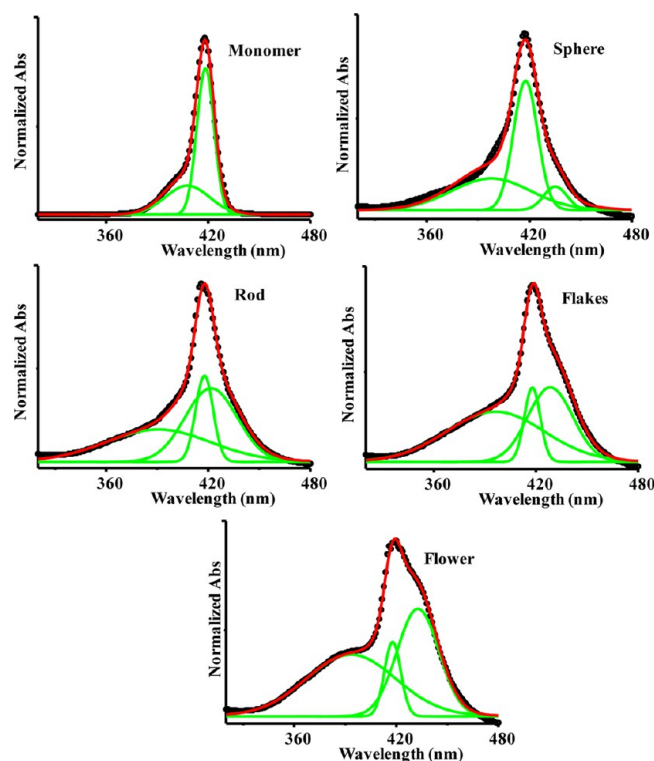 Monomer
Normalized Abs
360 420 480
Wavelength (nm)
Sphere
Normalized Abs
360 420 480
Wavelength (nm)
Rod
Normalized Abs
360 420 480
Wavelength (nm)
Flakes
Normalized Abs
360 420 480
Wavelength (nm)
Flower
Normalized Abs
360 420 480
Wavelength (nm)